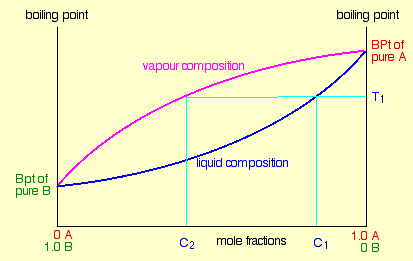 boiling point
boiling point
BPt of
pure A
vapour composition
T1
liquid composition
Bpt of
pure B
0 A
1.0 B
C2
mole fractions
C1
1.0 A
0 B